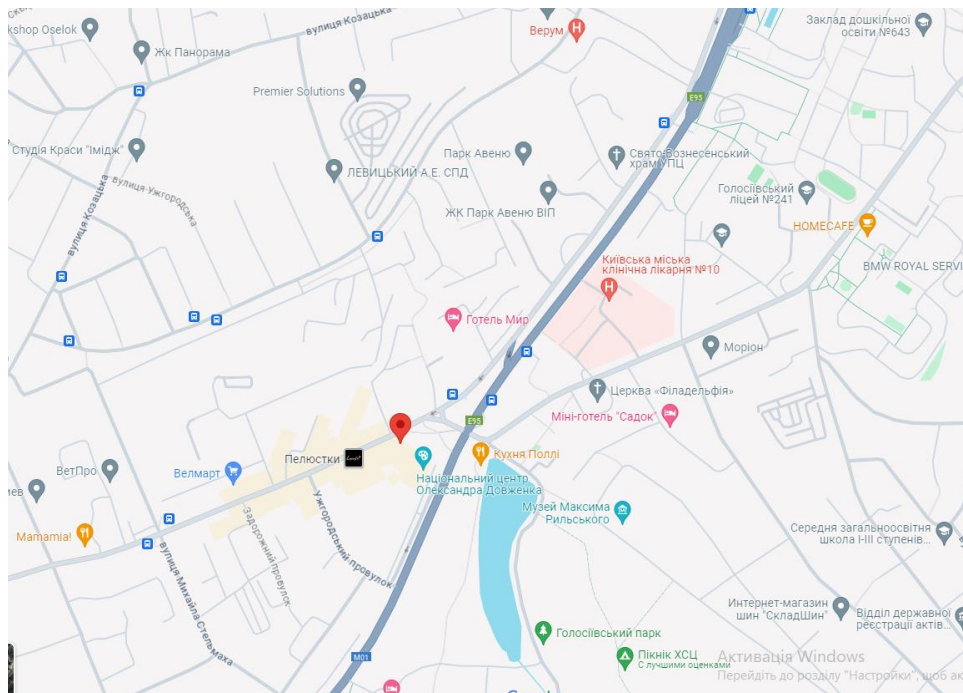 kshop Oselok
Жк Панорама
вулиця Козацька
Верум
Заклад дошкільної
освіти №643
Premier Solutions
E95
Студія Краси "Імідж"
вулиця Ужгородська
ЛЕВИЦЬКИЙ А.Е. СПД
Парк Авеню
Свято-Вознесенський
храм УПЦ
ЖК Парк Авеню ВІП
Голосіївський
ліцей №241
HOMECAFE
вулиця Козацька
Київська міська
клінічна лікарня №10
BMW ROYAL SERVI
Готель Мир
Моріон
Церква «Філадельфія»
Міні-готель "Садок"
E95
Пелюстки
Кухня Поллі
ВетПро
Велмарт
Національний центр
Олександра Довженка
Музей Максима
Рильського
Mamamia!
Задорожний провулок
Ужгородський провулок
вулиця Михайла Стельмаха
Середня загальноосвітня
школа І-ІІІ ступенів...
Интернет-магазин
шин "СкладШин"
Відділ державної
реєстрації актів...
Голосіївський парк
M01
Пікнік ХСЦ
С лучшими оценками
Активація Windows
Перейдіть до розділу "Настройки", щоб ак